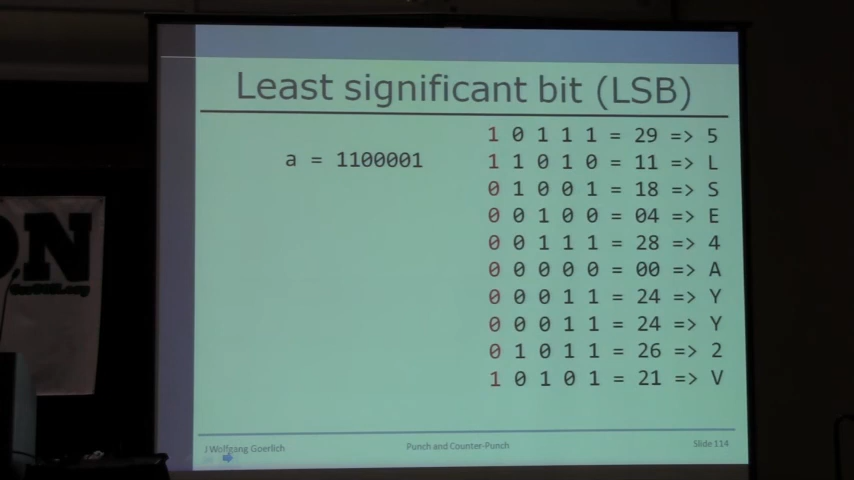 Least significant bit (LSB)
a = 1100001
1 0 1 1 1 = 29 => 5
1 1 0 1 0 = 11 => L
0 1 0 0 1 = 18 => S
0 0 1 0 0 = 04 => E
0 0 1 1 1 = 28 => 4
0 0 0 0 0 = 00 => A
0 0 0 1 1 = 24 => Y
0 0 0 1 1 = 24 => Y
0 1 0 1 1 = 26 => 2
1 0 1 0 1 = 21 => V
J Wolfgang Goerlich
Punch and Counter-Punch
Slide 114
ON